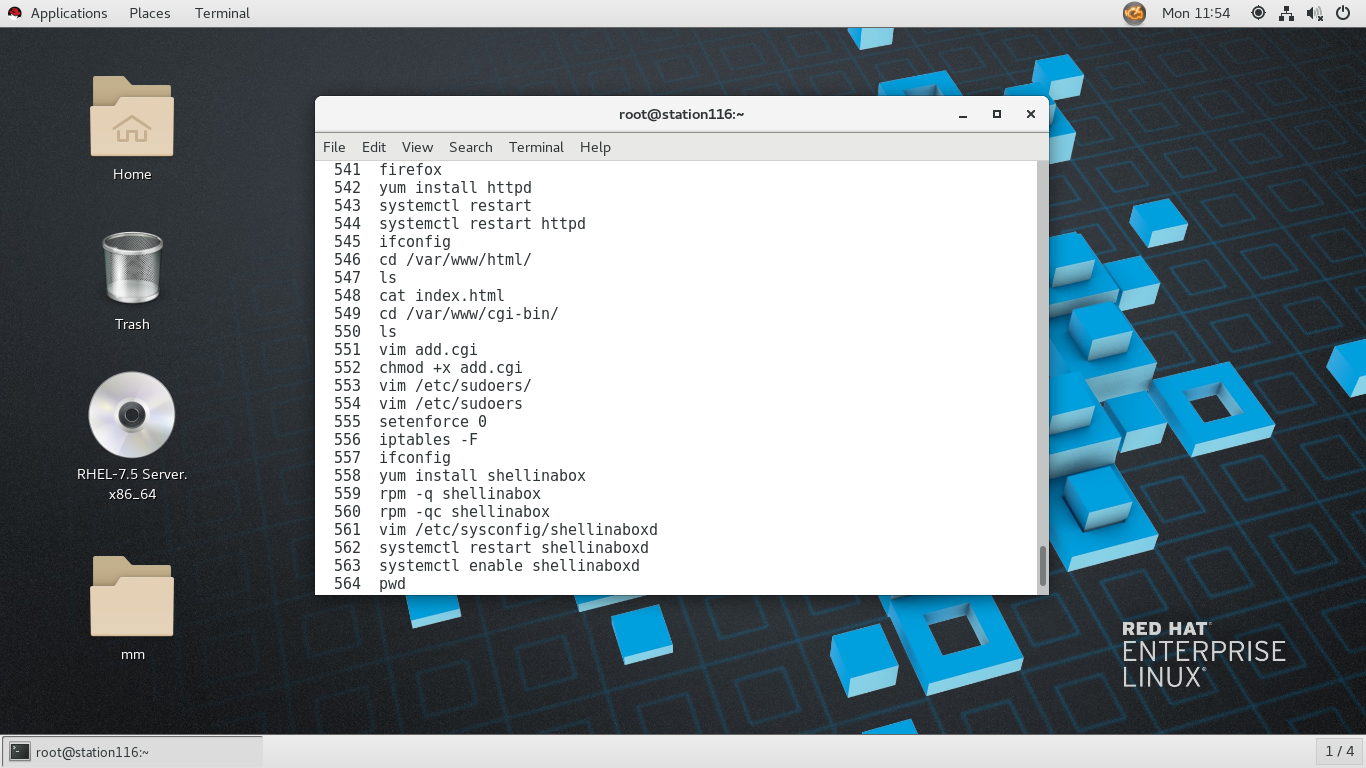 Applications Places Terminal Mon 11:54
Home
Trash
RHEL-7.5 Server.
x86_64
mm
root@station116:~
File Edit View Search Terminal Help
541 firefox
542 yum install httpd
543 systemctl restart
544 systemctl restart httpd
545 ifconfig
546 cd /var/www/html/
547 ls
548 cat index.html
549 cd /var/www/cgi-bin/
550 ls
551 vim add.cgi
552 chmod +x add.cgi
553 vim /etc/sudoers/
554 vim /etc/sudoers
555 setenforce 0
556 iptables -F
557 ifconfig
558 yum install shellinabox
559 rpm -q shellinabox
560 rpm -qc shellinabox
561 vim /etc/sysconfig/shellinaboxd
562 systemctl restart shellinaboxd
563 systemctl enable shellinaboxd
564 pwd
RED HAT®
ENTERPRISE
LINUX®
root@station116:~ 1 / 4